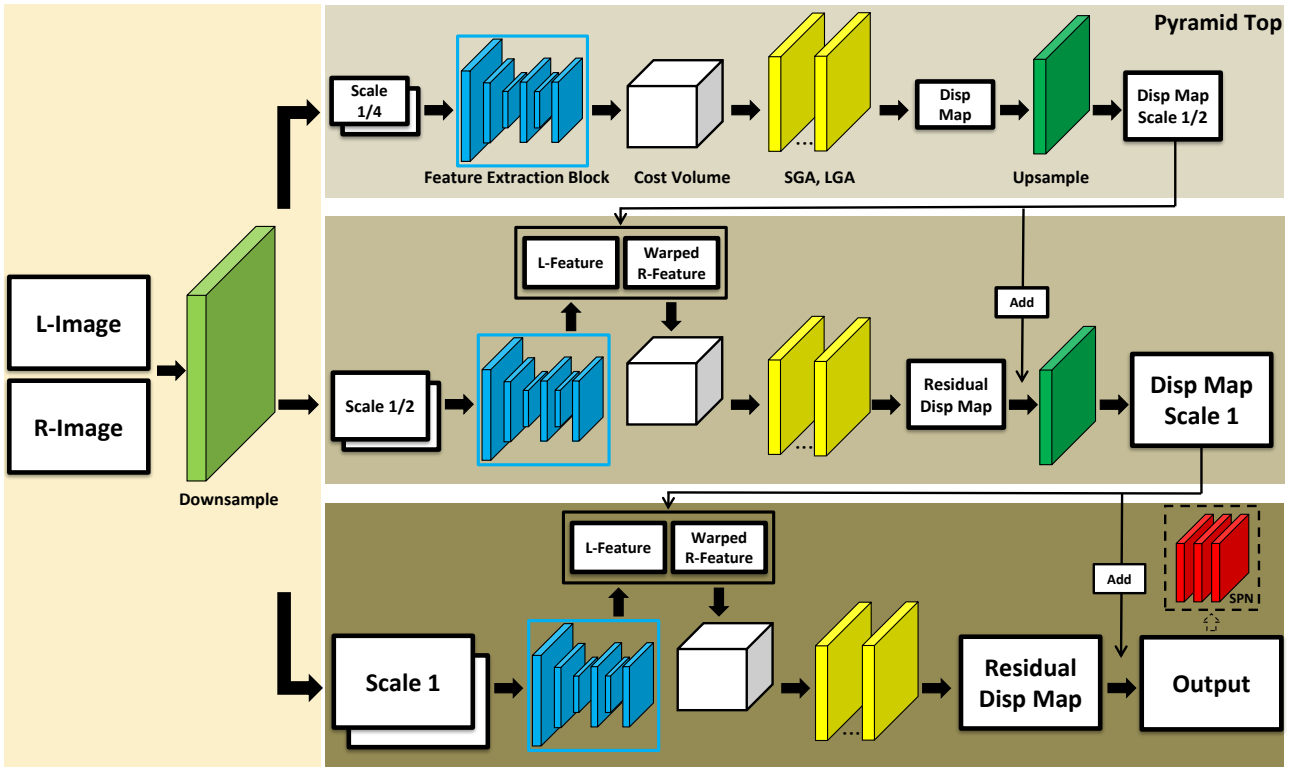 Pyramid Top
Scale
1/4
Disp
Map
Disp Map
Scale 1/2
...
Feature Extraction Block
Cost Volume
SGA, LGA
Upsample
L-Image
R-Image
Downsample
L-Feature
Warped
R-Feature
Add
Scale 1/2
Residual
Disp Map
Disp Map
Scale 1
...
L-Feature
Warped
R-Feature
Add
SPN
Scale 1
Residual
Disp Map
Output
...